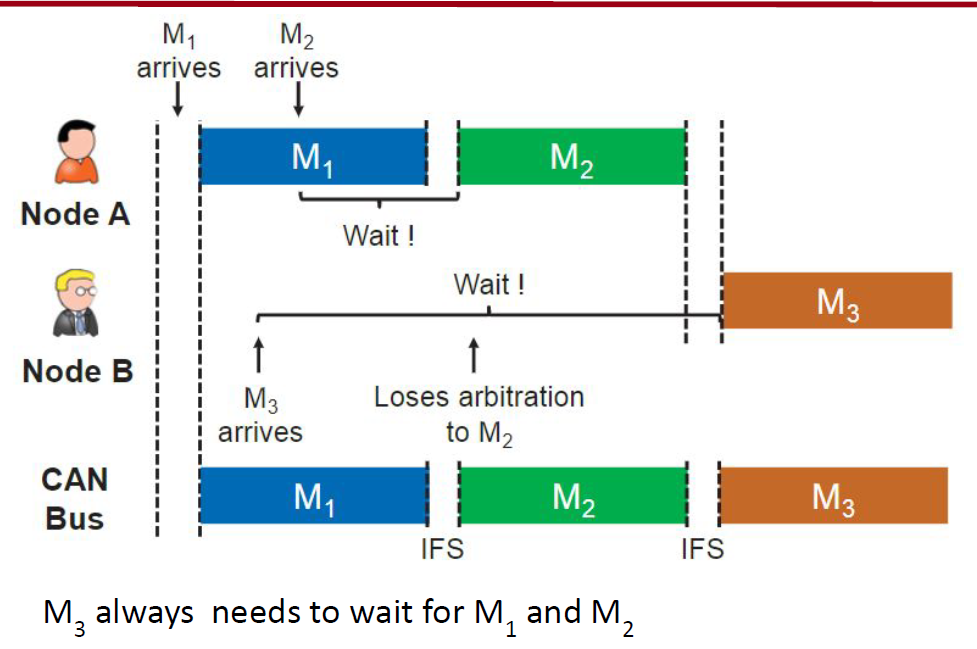 M₁ arrives
M₂ arrives
M₁
M₂
Node A
Wait !
Wait !
M₃
Node B
M₃ arrives
Loses arbitration
to M₂
CAN
Bus
M₁
M₂
M₃
IFS
IFS
M₃ always needs to wait for M₁ and M₂